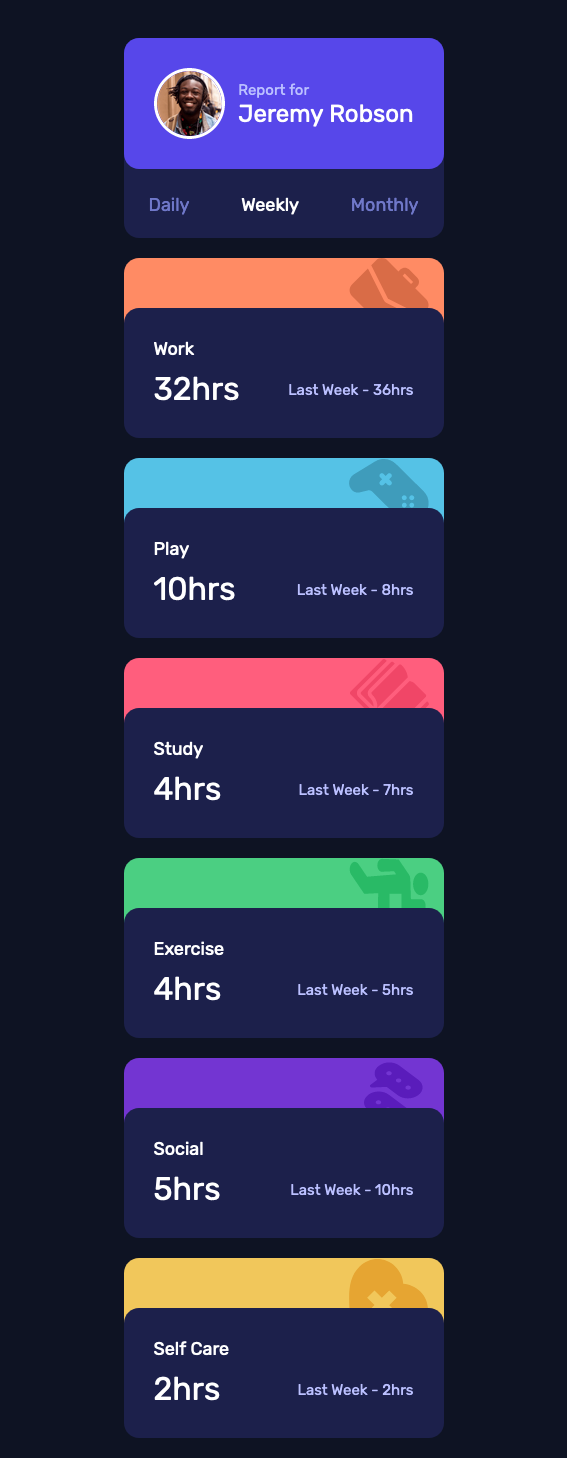 Report for
Jeremy Robson
Daily Weekly Monthly
Work
32hrs Last Week - 36hrs
Play
10hrs Last Week - 8hrs
Study
4hrs Last Week - 7hrs
Exercise
4hrs Last Week - 5hrs
Social
5hrs Last Week - 10hrs
Self Care
2hrs Last Week - 2hrs